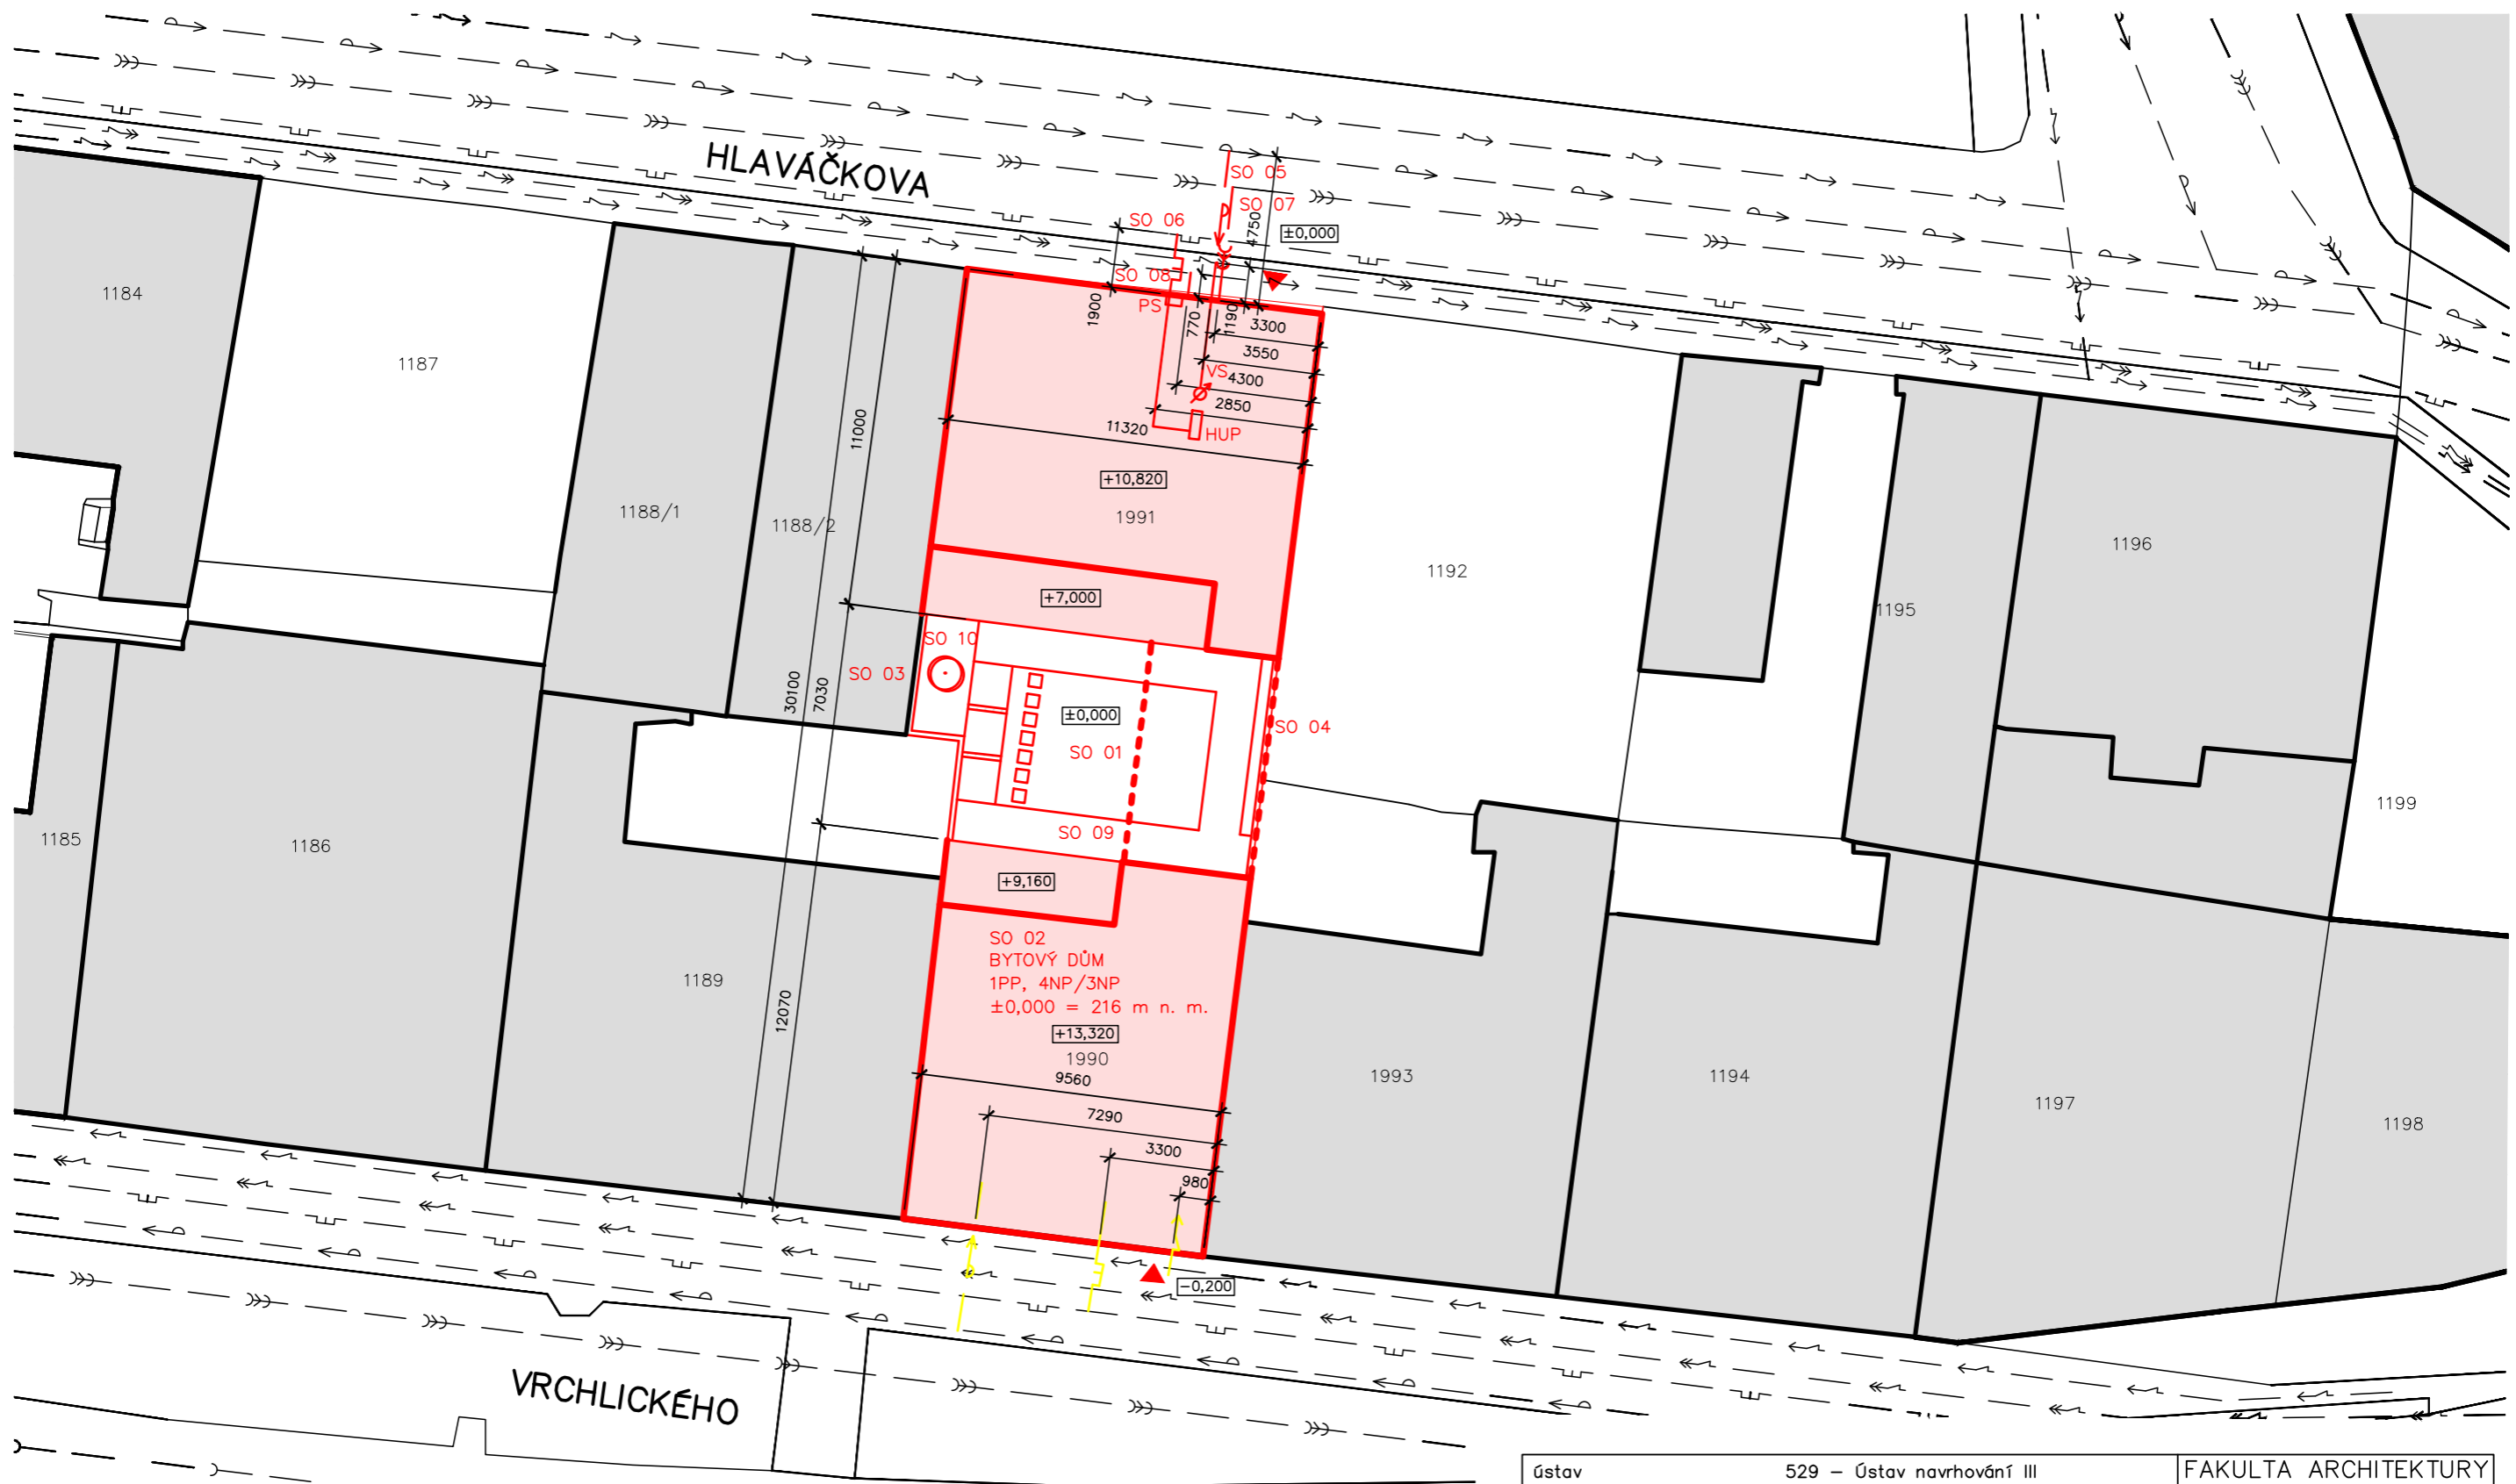 HLAVÁČKOVA
SO 05
SO 07
SO 06
4750
±0,000
SO 08
1184
1900
PS
770
1190
3300
1187
3550
VS
4300
2850
11320
HUP
11000
+10,820
1188/1
1188/2
1991
1192
1196
+7,000
1195
SO 10
SO 03
30100
7030
±0,000
SO 04
SO 01
1199
SO 09
1185
1186
+9,160
SO 02
BYTOVÝ DŮM
1PP, 4NP/3NP
±0,000 = 216 m n. m.
1189
12070
+13,320
1990
9560
1993
1194
1197
1198
7290
3300
980
-0,200
VRCHLICKÉHO
ústav 529 – Ústav navrhování III FAKULTA ARCHITEKTURY